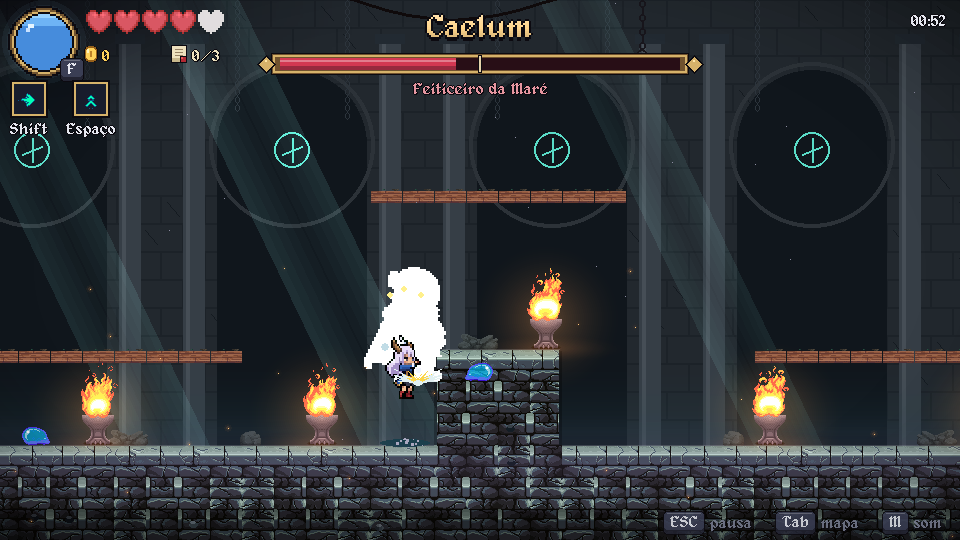 Caelum
00:52
0
0/3
F
Feiticeiro da Maré
Shift
Espaço
ESC pausa
Tab mapa
M som